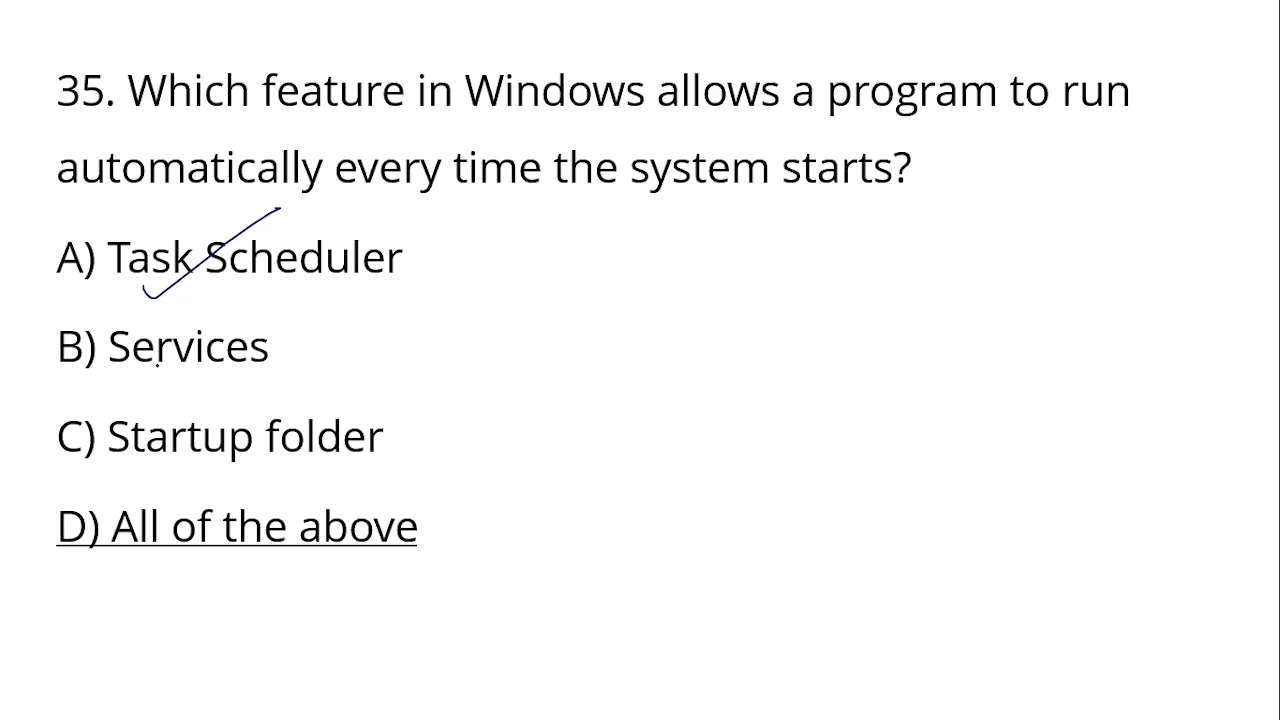 35. Which feature in Windows allows a program to run
automatically every time the system starts?
A) Task Scheduler
B) Services
C) Startup folder
D) All of the above